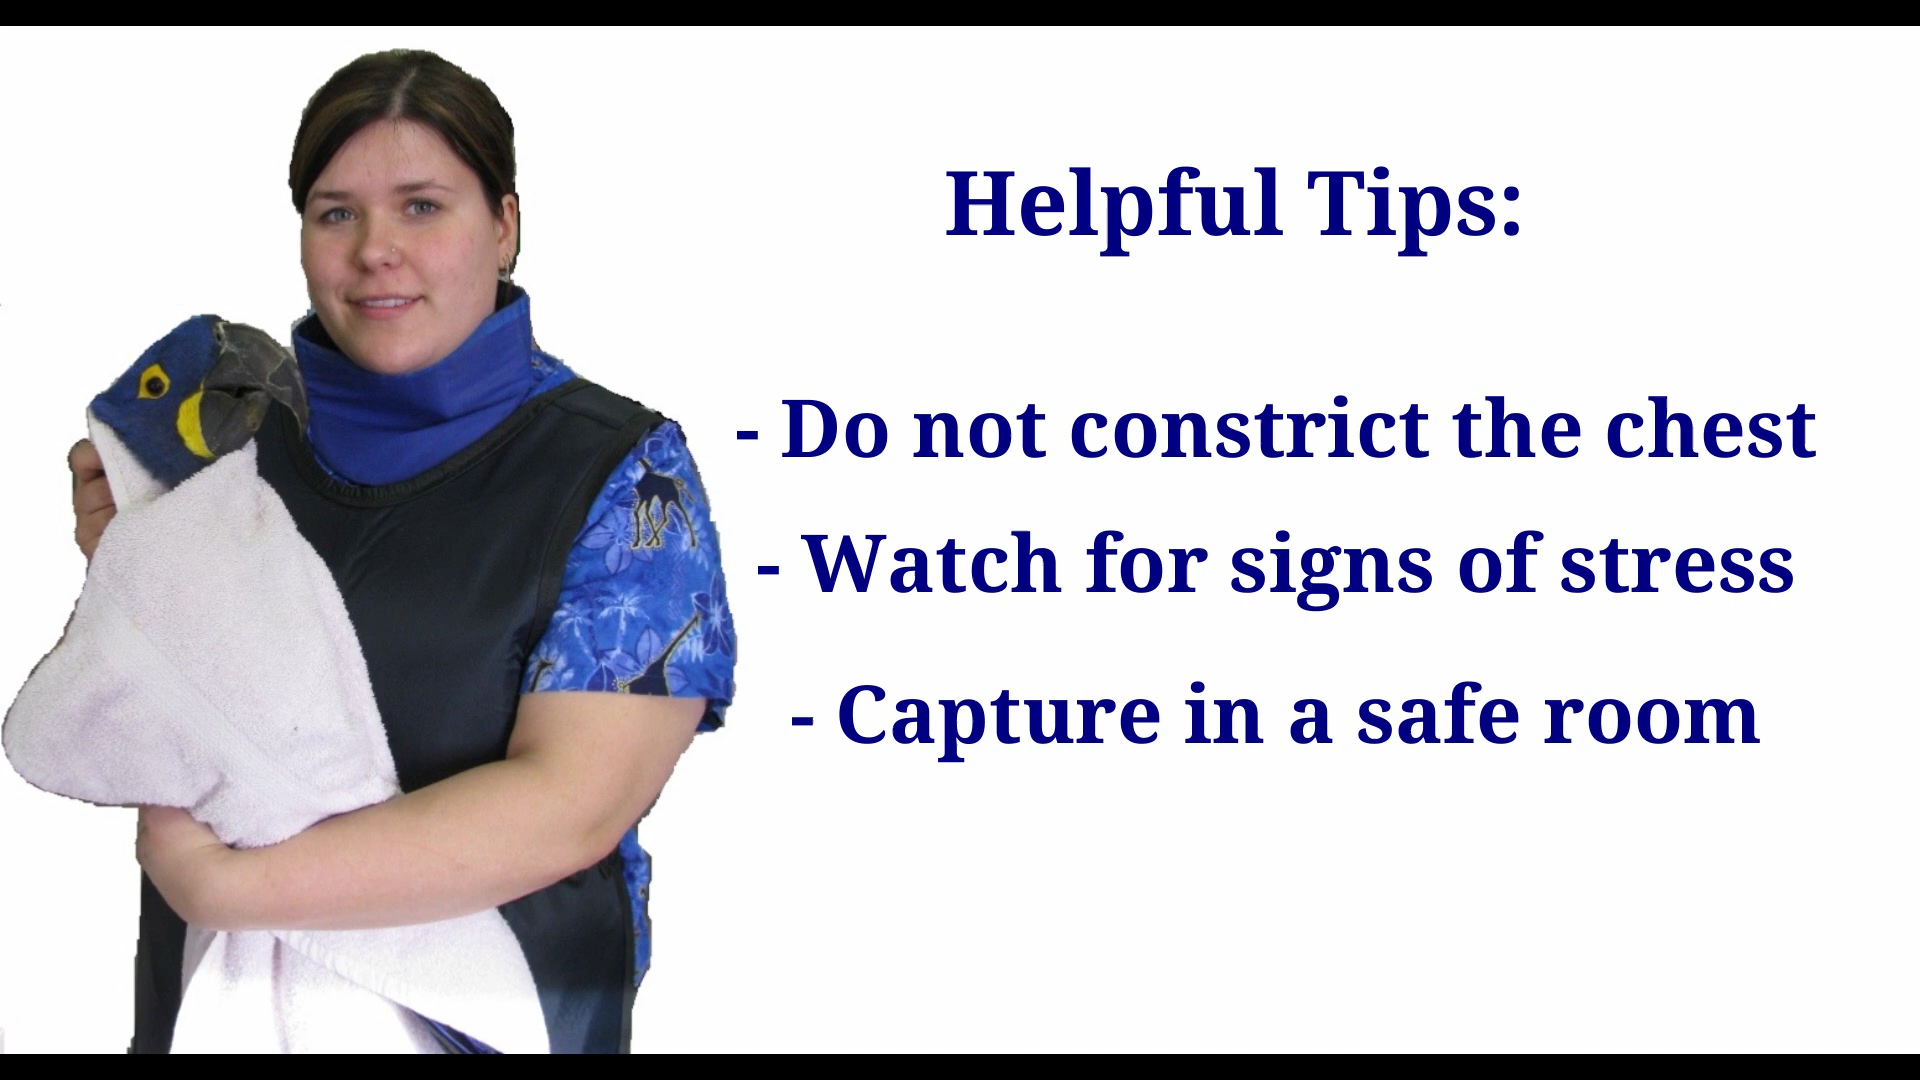 Helpful Tips:
- Do not constrict the chest
- Watch for signs of stress
- Capture in a safe room